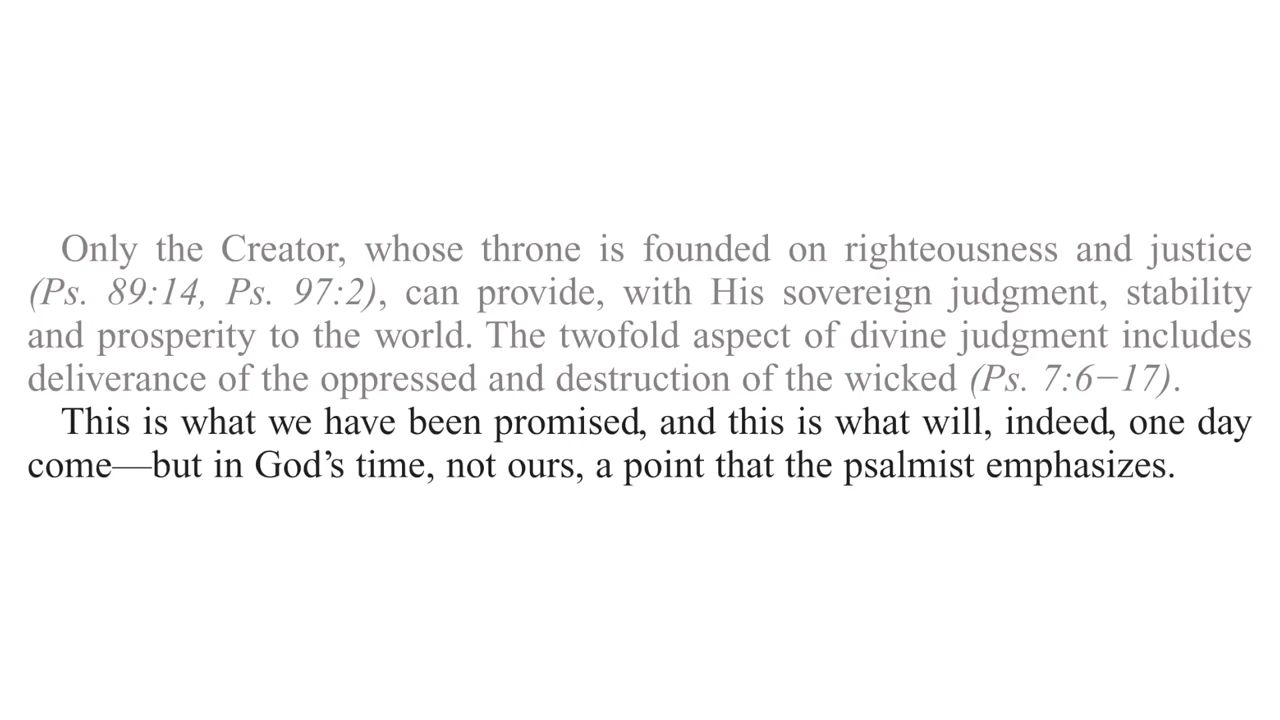 Only the Creator, whose throne is founded on righteousness and justice
(Ps. 89:14, Ps. 97:2), can provide, with His sovereign judgment, stability
and prosperity to the world. The twofold aspect of divine judgment includes
deliverance of the oppressed and destruction of the wicked (Ps. 7:6–17).
This is what we have been promised, and this is what will, indeed, one day
come—but in God’s time, not ours, a point that the psalmist emphasizes.